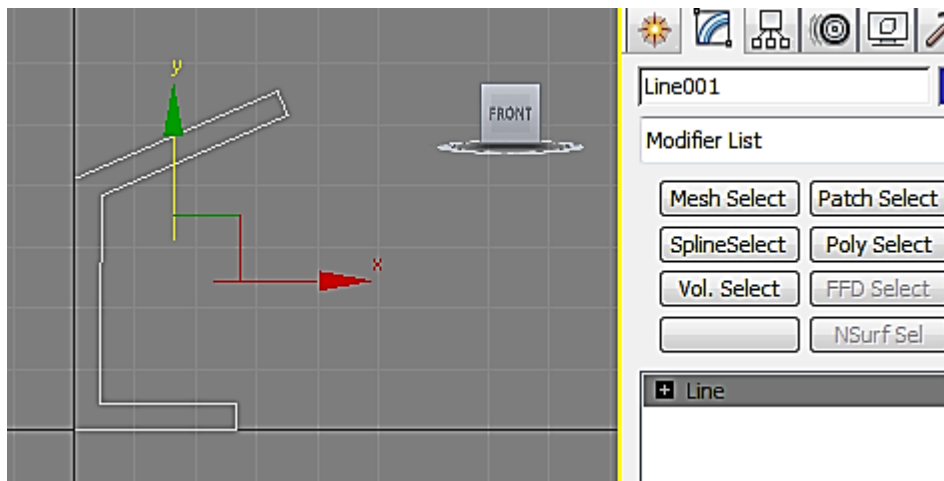 y
x
FRONT
Line001
Modifier List
Mesh Select
Patch Select
SplineSelect
Poly Select
Vol. Select
FFD Select
NSurf Sel
Line